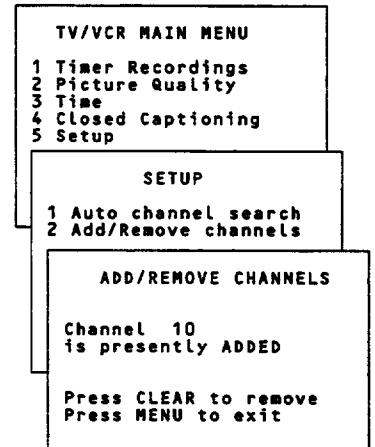 TV/VCR MAIN MENU
1 Timer Recordings
2 Picture Quality
3 Time
4 Closed Captioning
5 Setup
SETUP
1 Auto channel search
2 Add/Remove channels
ADD/REMOVE CHANNELS
Channel 10
is presently ADDED
Press CLEAR to remove
Press MENU to exit